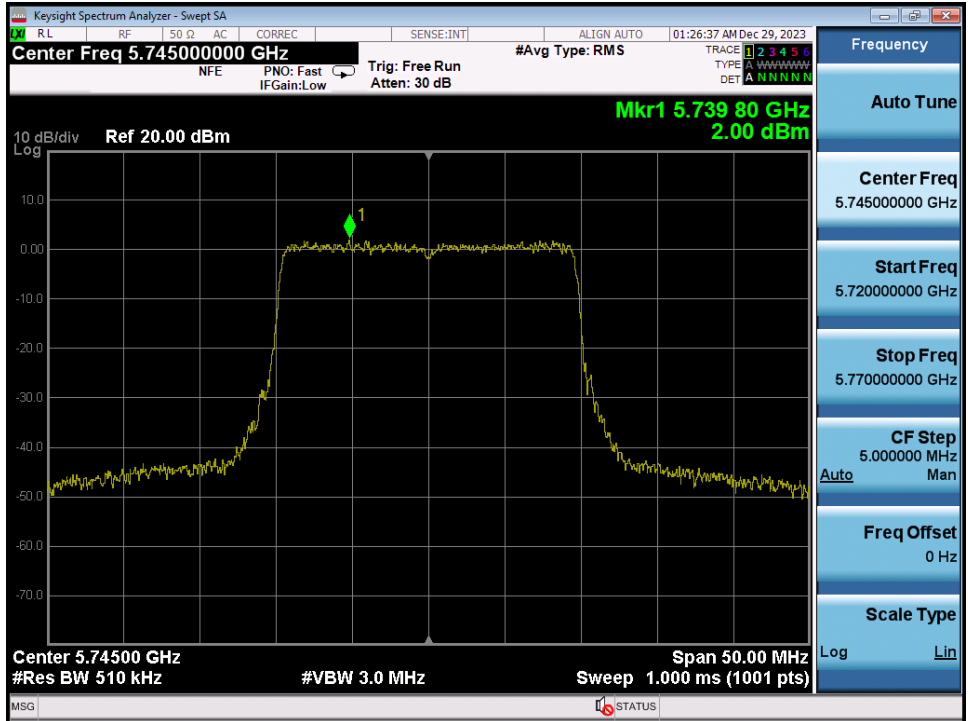 Keysight Spectrum Analyzer - Swept SA
LXI RL RF 50 Ω AC CORREC SENSE:INT ALIGN AUTO 01:26:37 AM Dec 29, 2023
Center Freq 5.745000000 GHz
NFE
PNO: Fast
IFGain:Low
Trig: Free Run
Atten: 30 dB
#Avg Type: RMS
TRACE 1 2 3 4 5 6
TYPE A WWWWW
DET A N N N N N
Mkr1 5.739 80 GHz
2.00 dBm
10 dB/div Ref 20.00 dBm
Log
1
10.0
0.00
-10.0
-20.0
-30.0
-40.0
-50.0
-60.0
-70.0
Center 5.74500 GHz
Span 50.00 MHz
#Res BW 510 kHz
#VBW 3.0 MHz
Sweep 1.000 ms (1001 pts)
MSG
STATUS
Frequency
Auto Tune
Center Freq
5.745000000 GHz
Start Freq
5.720000000 GHz
Stop Freq
5.770000000 GHz
CF Step
5.000000 MHz
Auto Man
Freq Offset
0 Hz
Scale Type
Log Lin